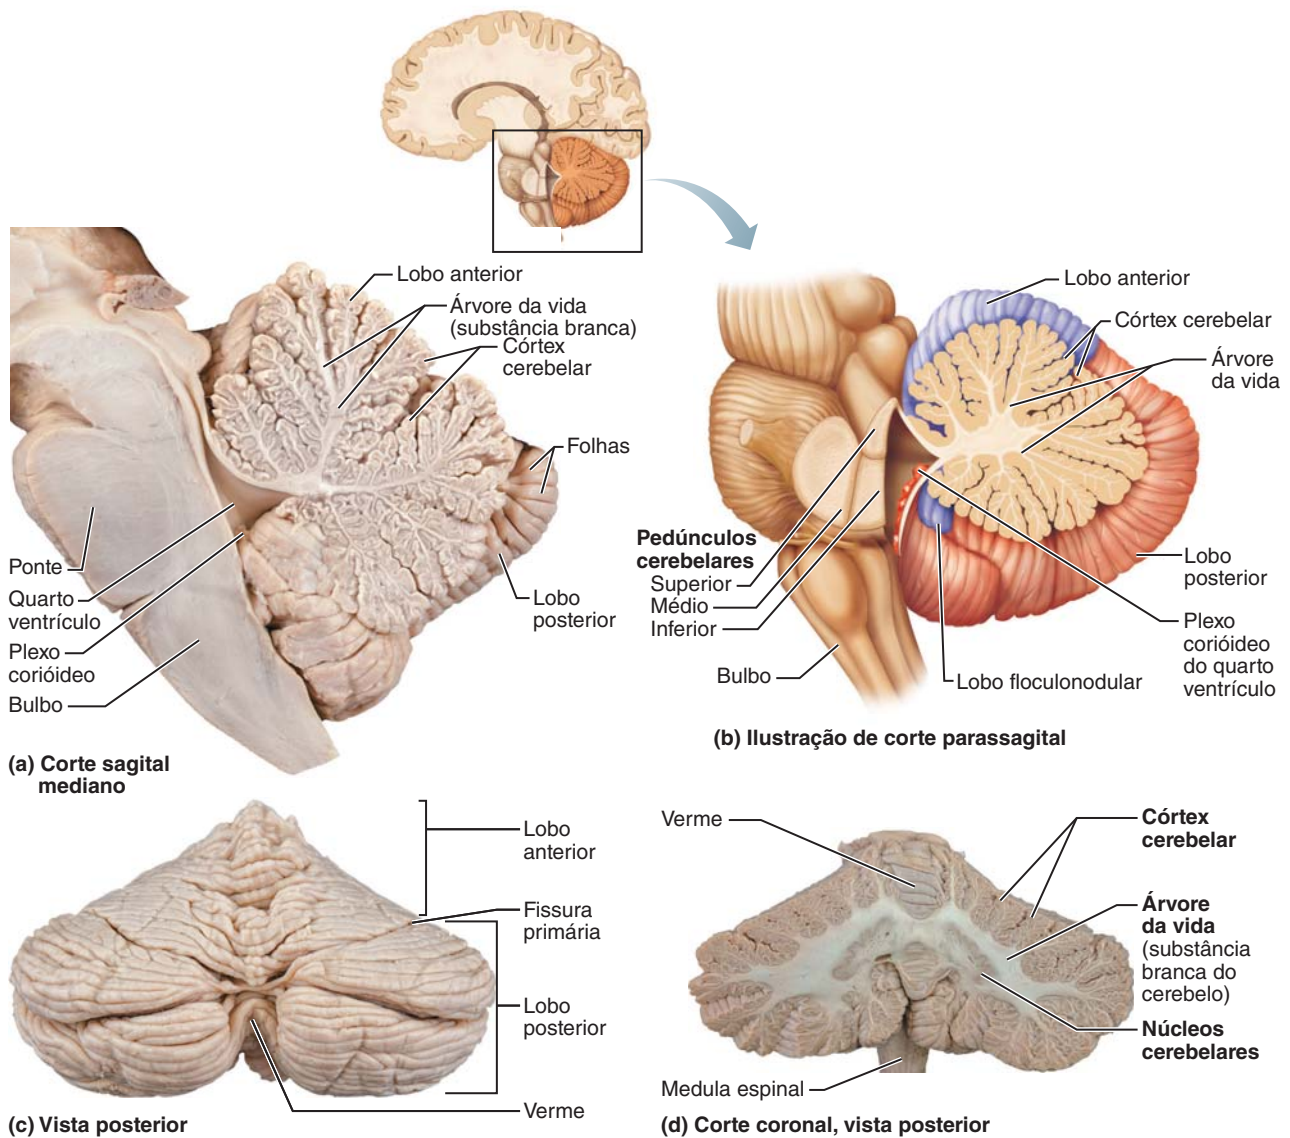 Lobo anterior
Árvore da vida
(substância branca)
Córtex
cerebelar
Folhas
Ponte
Quarto
ventrículo
Plexo
corióideo
Bulbo
Lobo
posterior
(a) Corte sagital
mediano
Lobo anterior
Córtex cerebelar
Árvore
da vida
Pedúnculos
cerebelares
Superior
Médio
Inferior
Bulbo
Lobo
posterior
Plexo
corióideo
do quarto
ventrículo
Lobo floculonodular
(b) Ilustração de corte parassagital
Lobo
anterior
Fissura
primária
Lobo
posterior
Verme
(c) Vista posterior
Verme
Córtex
cerebelar
Árvore
da vida
(substância
branca do
cerebelo)
Núcleos
cerebelares
Medula espinal
(d) Corte coronal, vista posterior